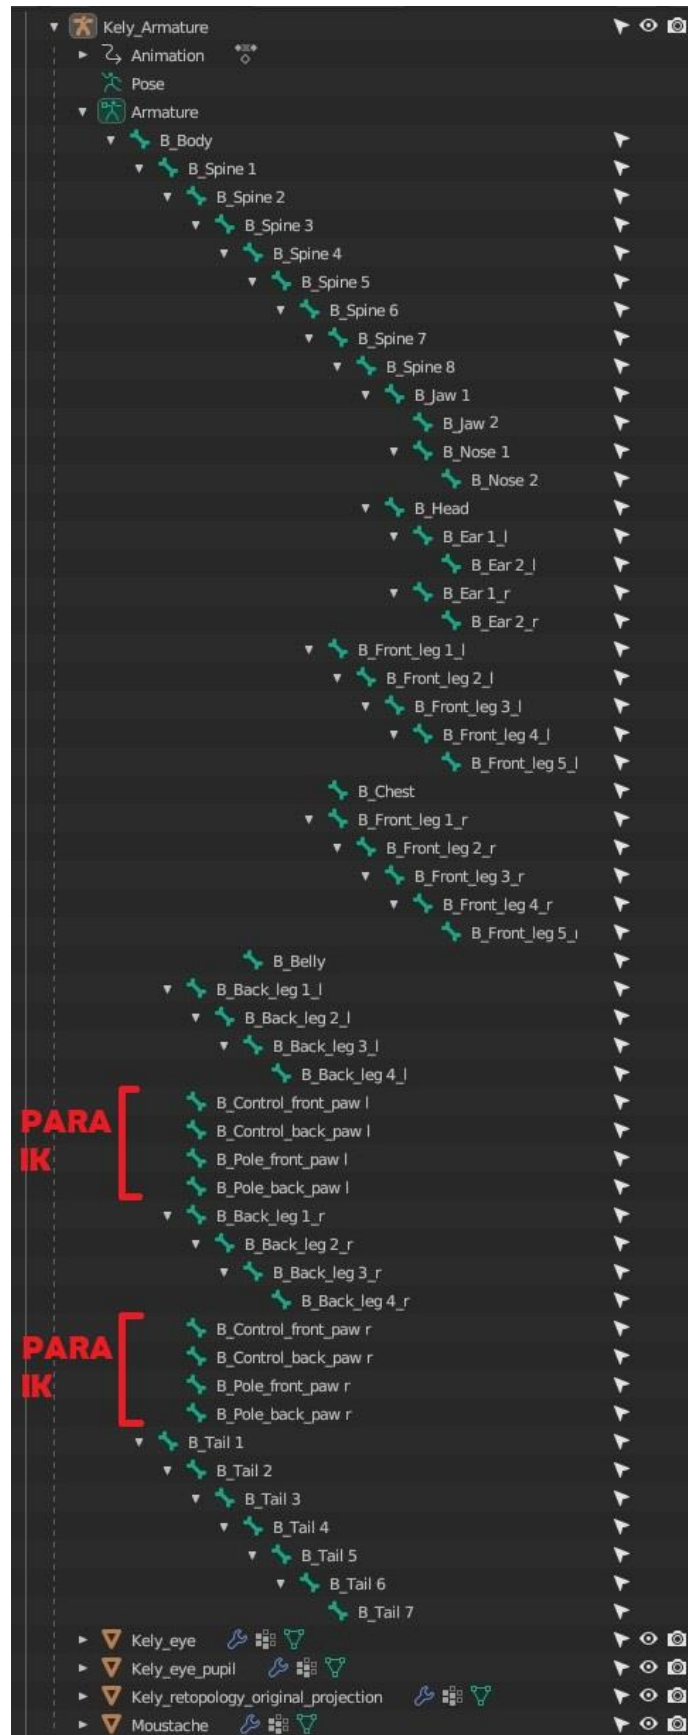 Kely_Armature
Animation
Pose
Armature
B_Body
B_Spine 1
B_Spine 2
B_Spine 3
B_Spine 4
B_Spine 5
B_Spine 6
B_Spine 7
B_Spine 8
B_Jaw 1
B_Jaw 2
B_Nose 1
B_Nose 2
B_Head
B_Ear 1_l
B_Ear 2_l
B_Ear 1_r
B_Ear 2_r
B_Front_leg 1_l
B_Front_leg 2_l
B_Front_leg 3_l
B_Front_leg 4_l
B_Front_leg 5_l
B_Chest
B_Front_leg 1_r
B_Front_leg 2_r
B_Front_leg 3_r
B_Front_leg 4_r
B_Front_leg 5_r
B_Belly
B_Back_leg 1_l
B_Back_leg 2_l
B_Back_leg 3_l
B_Back_leg 4_l
PARA
IK
B_Control_front_paw l
B_Control_back_paw l
B_Pole_front_paw l
B_Pole_back_paw l
B_Back_leg 1_r
B_Back_leg 2_r
B_Back_leg 3_r
B_Back_leg 4_r
PARA
IK
B_Control_front_paw r
B_Control_back_paw r
B_Pole_front_paw r
B_Pole_back_paw r
B_Tail 1
B_Tail 2
B_Tail 3
B_Tail 4
B_Tail 5
B_Tail 6
B_Tail 7
Kely_eye
Kely_eye_pupil
Kely_retopology_original_projection
Moustache